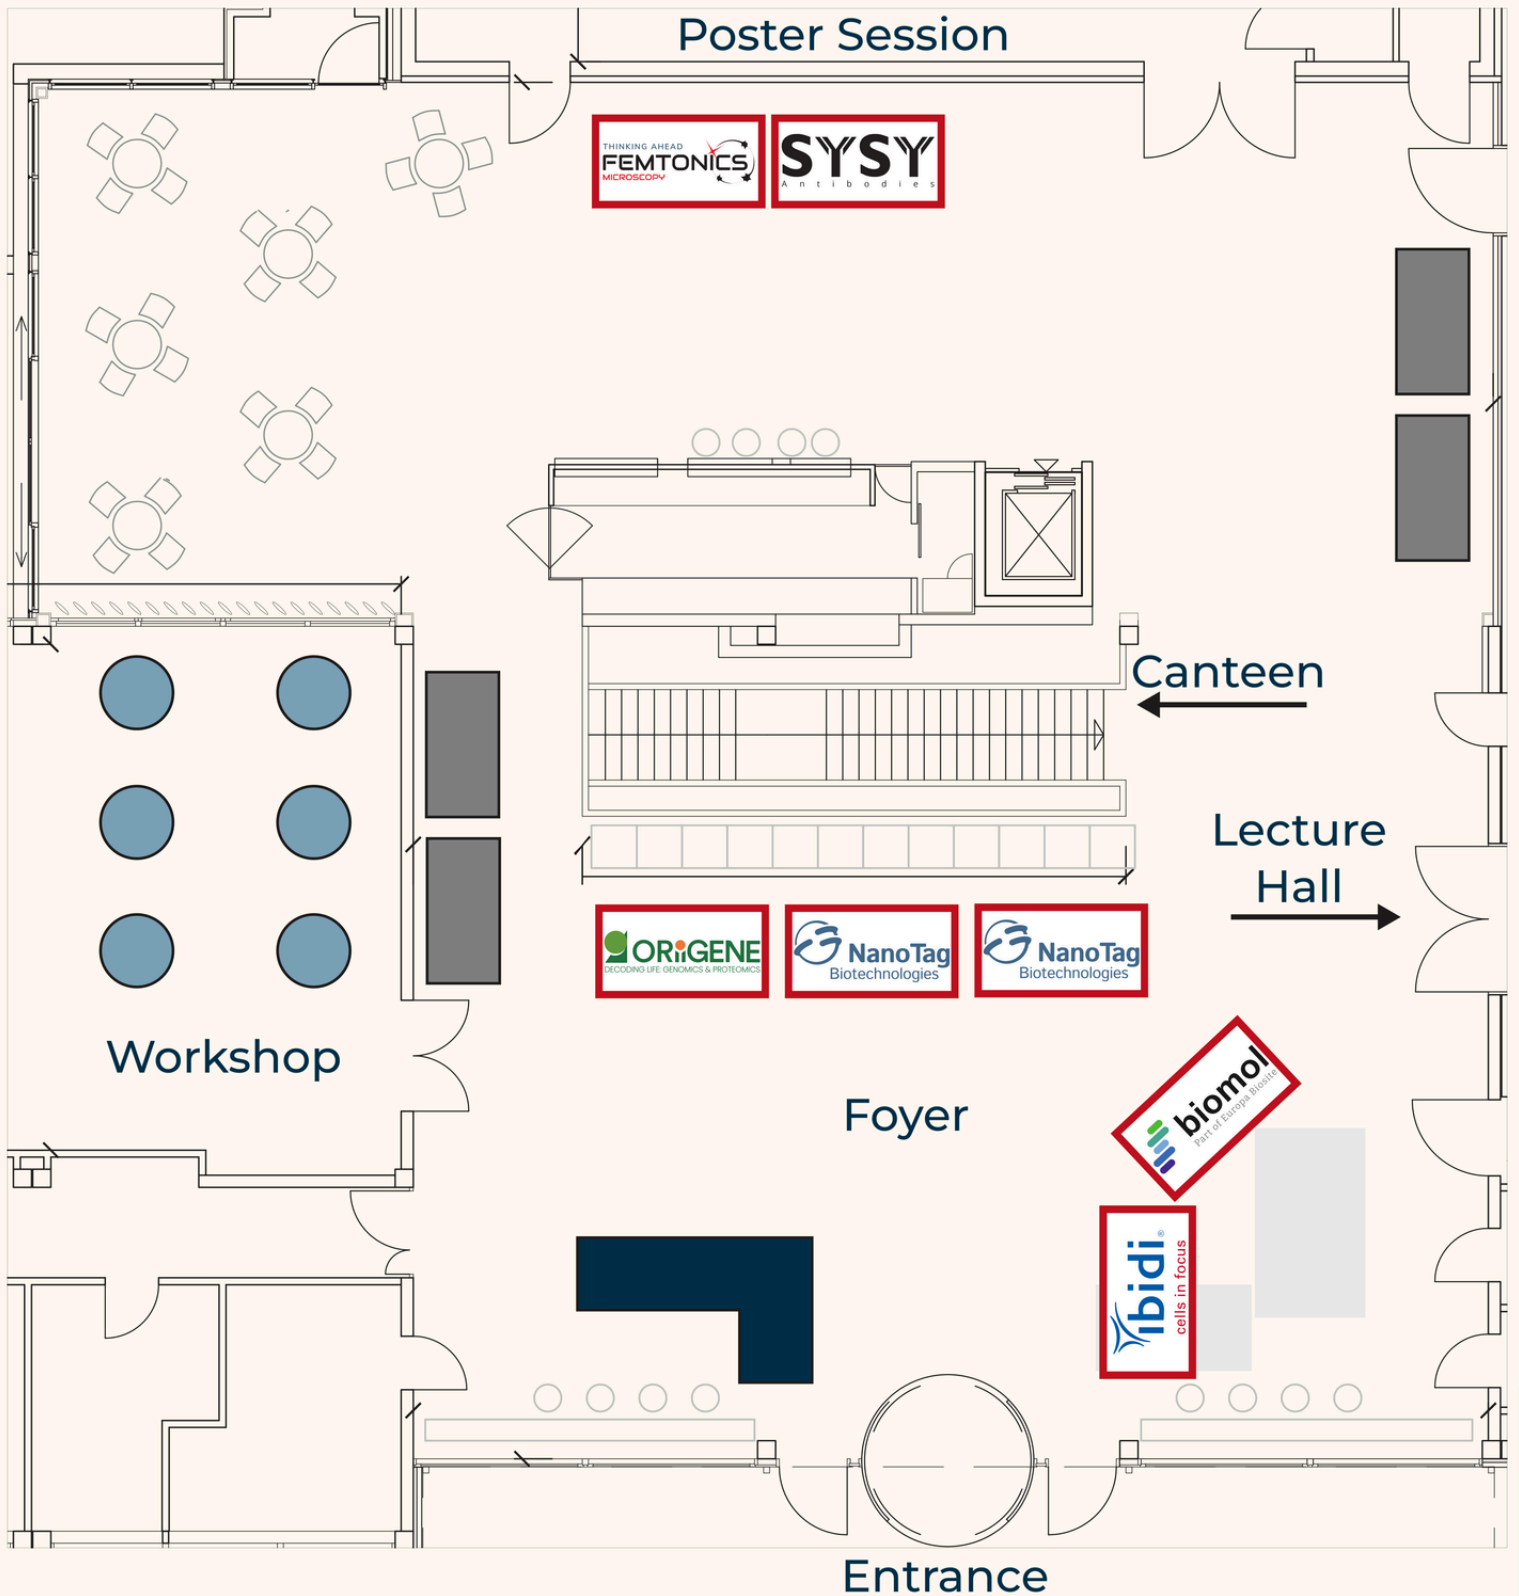 Poster Session
THINKING AHEAD
FEMTONICS
MICROSCOPY
SYSY
Antibodies
Canteen
Lecture
Hall
ORiGENE
DECODING LIFE: GENOMICS & PROTEOMICS
NanoTag
Biotechnologies
NanoTag
Biotechnologies
Workshop
Foyer
biomol
Part of Europa Biosite
ibidi®
cells in focus
Entrance